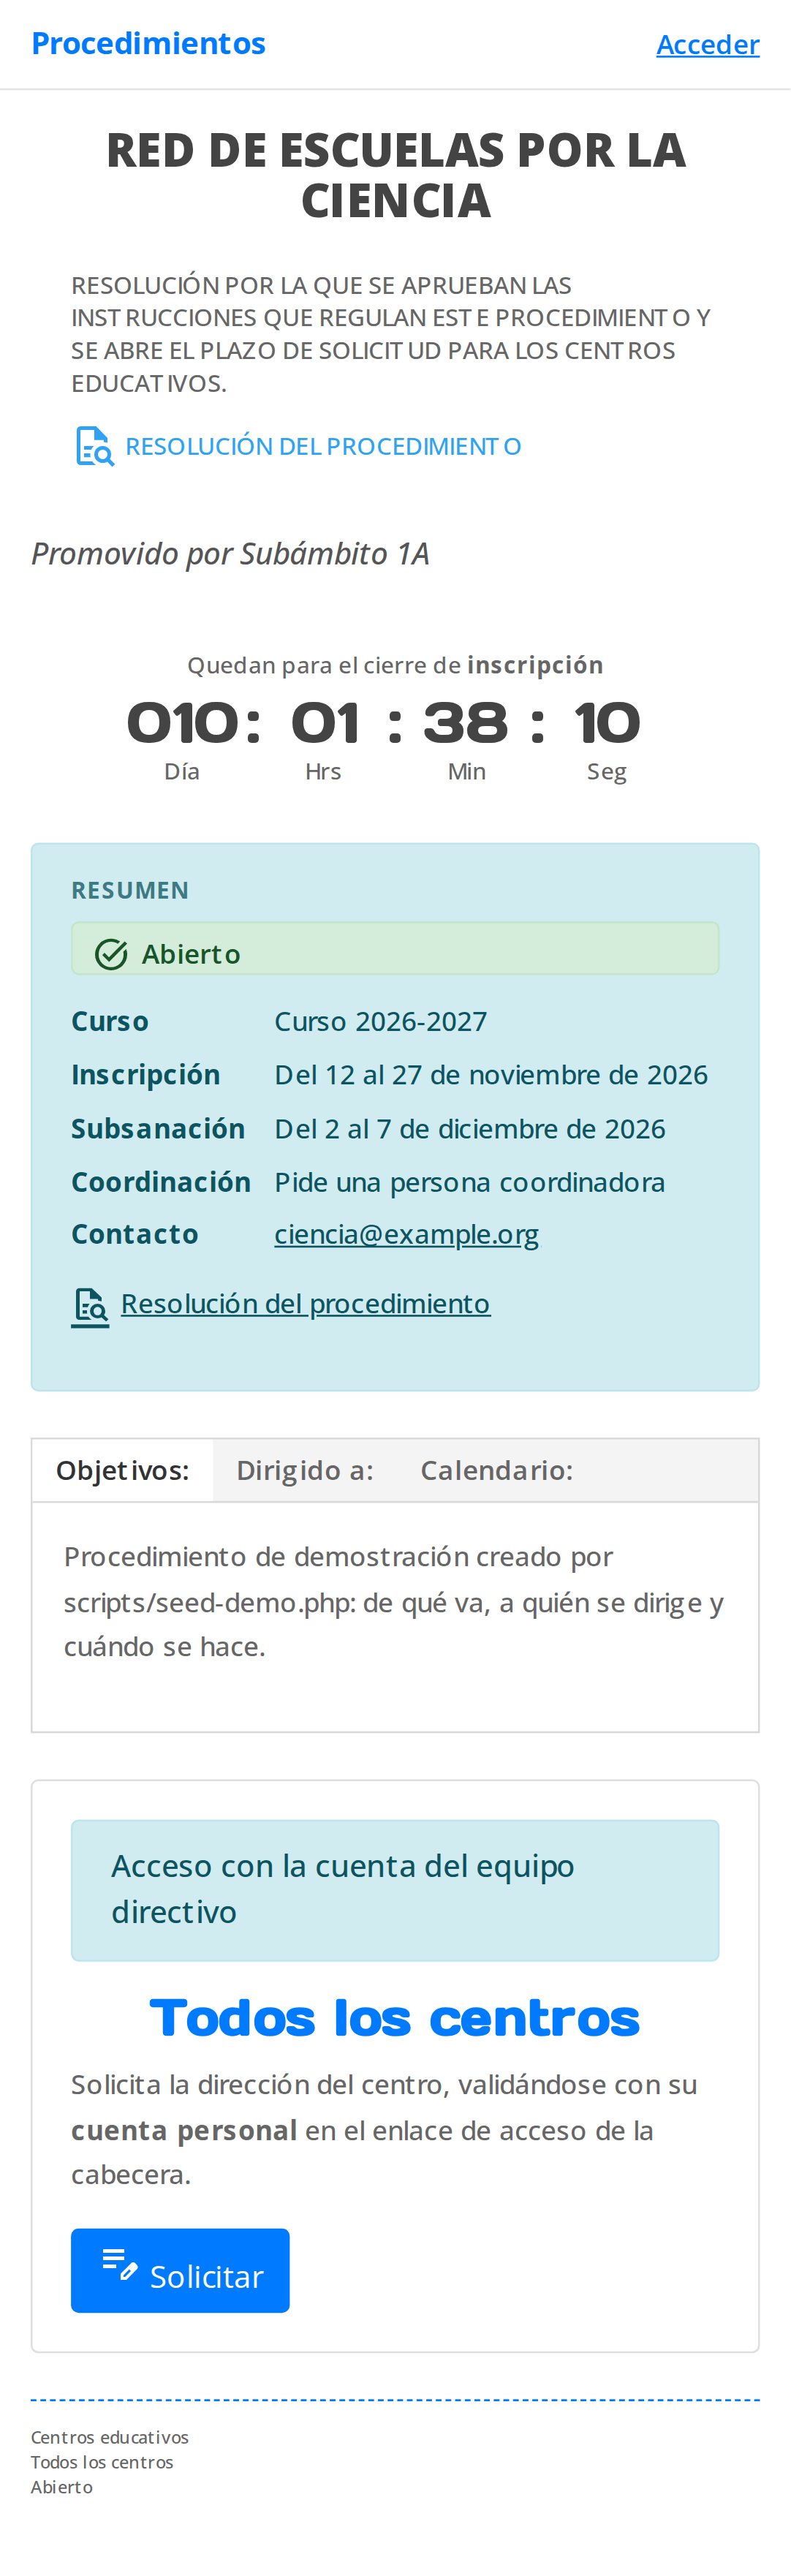 Procedimientos
Acceder
RED DE ESCUELAS POR LA
CIENCIA
RESOLUCIÓN POR LA QUE SE APRUEBAN LAS
INSTRUCCIONES QUE REGULAN ESTE PROCEDIMIENTO Y
SE ABRE EL PLAZO DE SOLICITUD PARA LOS CENTROS
EDUCATIVOS.
RESOLUCIÓN DEL PROCEDIMIENTO
Promovido por Subámbito 1A
Quedan para el cierre de inscripción
010 : 01 : 38 : 10
Día Hrs Min Seg
RESUMEN
Abierto
Curso Curso 2026-2027
Inscripción Del 12 al 27 de noviembre de 2026
Subsanación Del 2 al 7 de diciembre de 2026
Coordinación Pide una persona coordinadora
Contacto ciencia@example.org
Resolución del procedimiento
Objetivos: Dirigido a: Calendario:
Procedimiento de demostración creado por
scripts/seed-demo.php: de qué va, a quién se dirige y
cuándo se hace.
Acceso con la cuenta del equipo
directivo
Todos los centros
Solicita la dirección del centro, validándose con su
cuenta personal en el enlace de acceso de la
cabecera.
Solicitar
Centros educativos
Todos los centros
Abierto